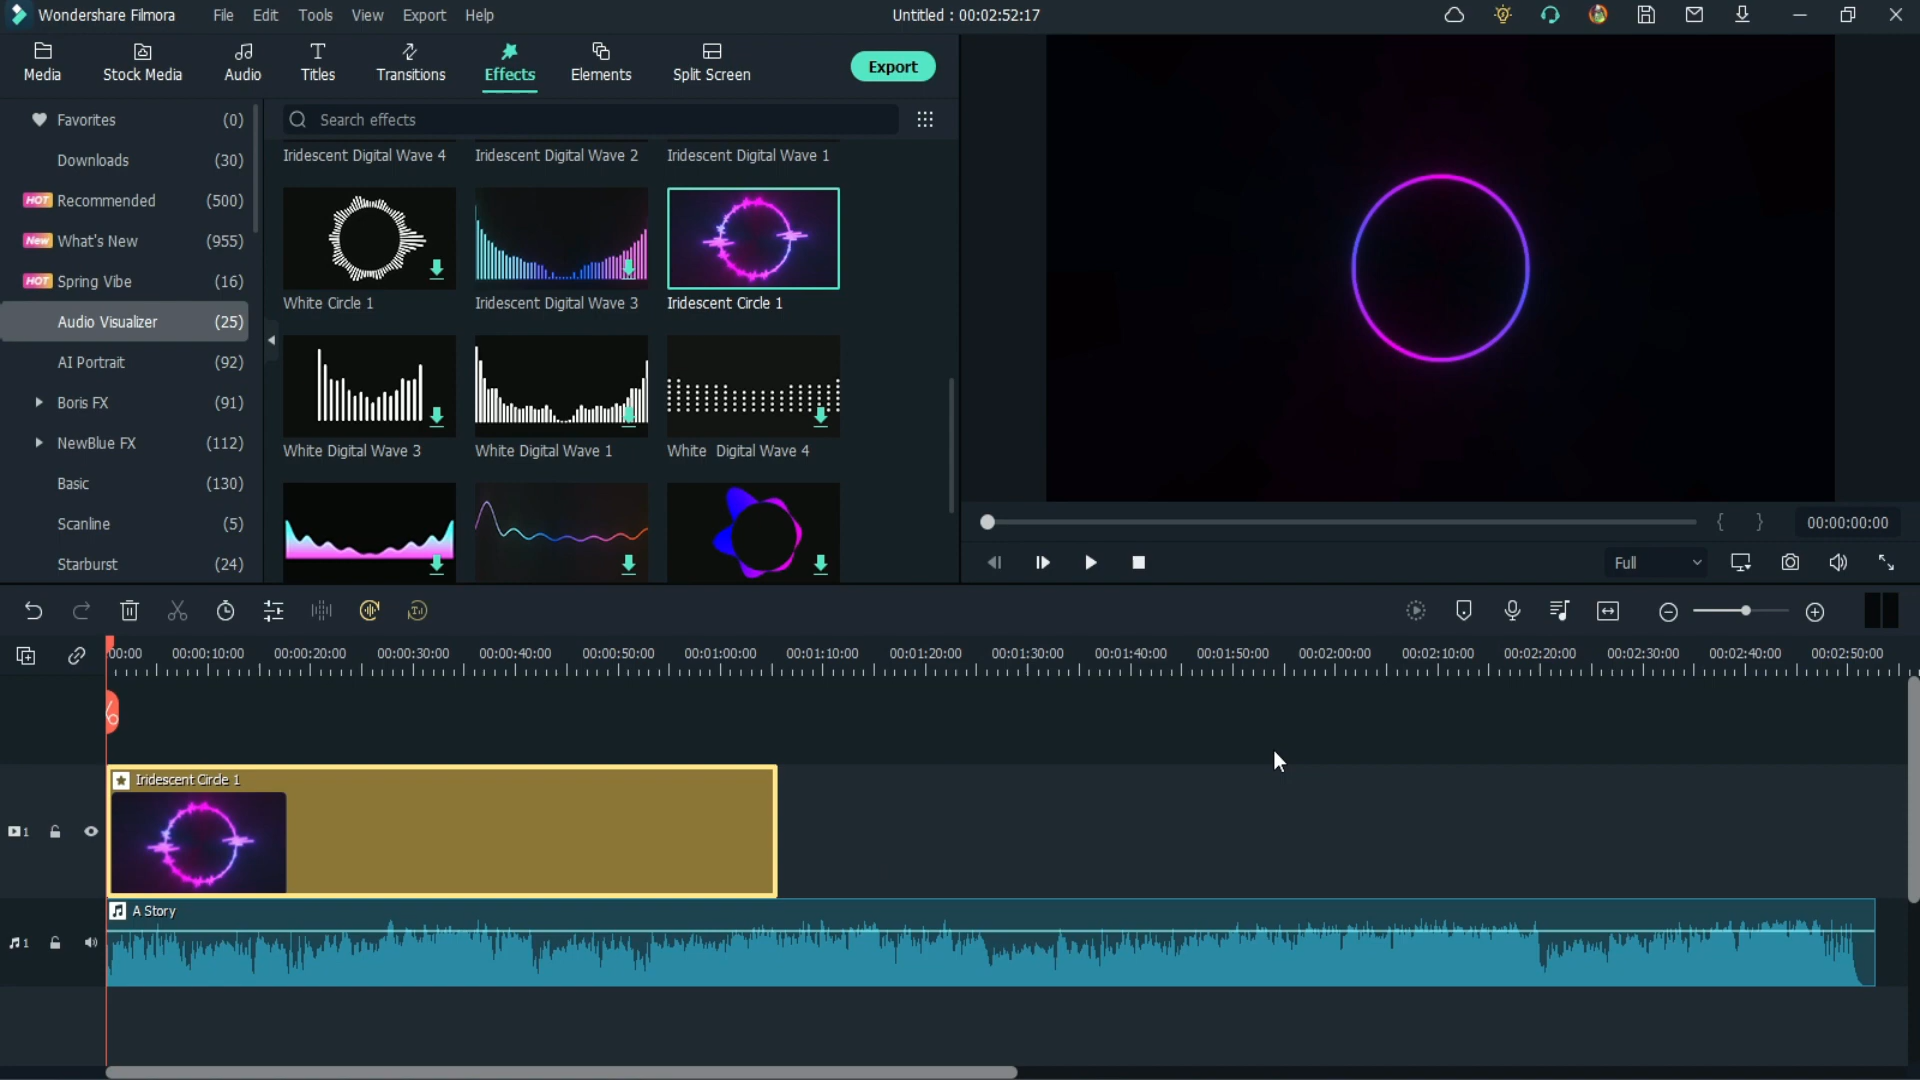 Wondershare Filmora File Edit Tools View Export Help Untitled : 00:02:52:17
Media Stock Media Audio Titles Transitions Effects Elements Split Screen Export
Favorites (0)
Downloads (30)
HOT Recommended (500)
New What's New (955)
HOT Spring Vibe (16)
Audio Visualizer (25)
AI Portrait (92)
Boris FX (91)
NewBlue FX (112)
Basic (130)
Scanline (5)
Starburst (24)
Search effects
Iridescent Digital Wave 4 Iridescent Digital Wave 2 Iridescent Digital Wave 1
White Circle 1 Iridescent Digital Wave 3 Iridescent Circle 1
White Digital Wave 3 White Digital Wave 1 White Digital Wave 4
{ } 00:00:00:00
Full
00:00 00:00:10:00 00:00:20:00 00:00:30:00 00:00:40:00 00:00:50:00 00:01:00:00 00:01:10:00 00:01:20:00 00:01:30:00 00:01:40:00 00:01:50:00 00:02:00:00 00:02:10:00 00:02:20:00 00:02:30:00 00:02:40:00 00:02:50:00
Iridescent Circle 1
1
A Story
1